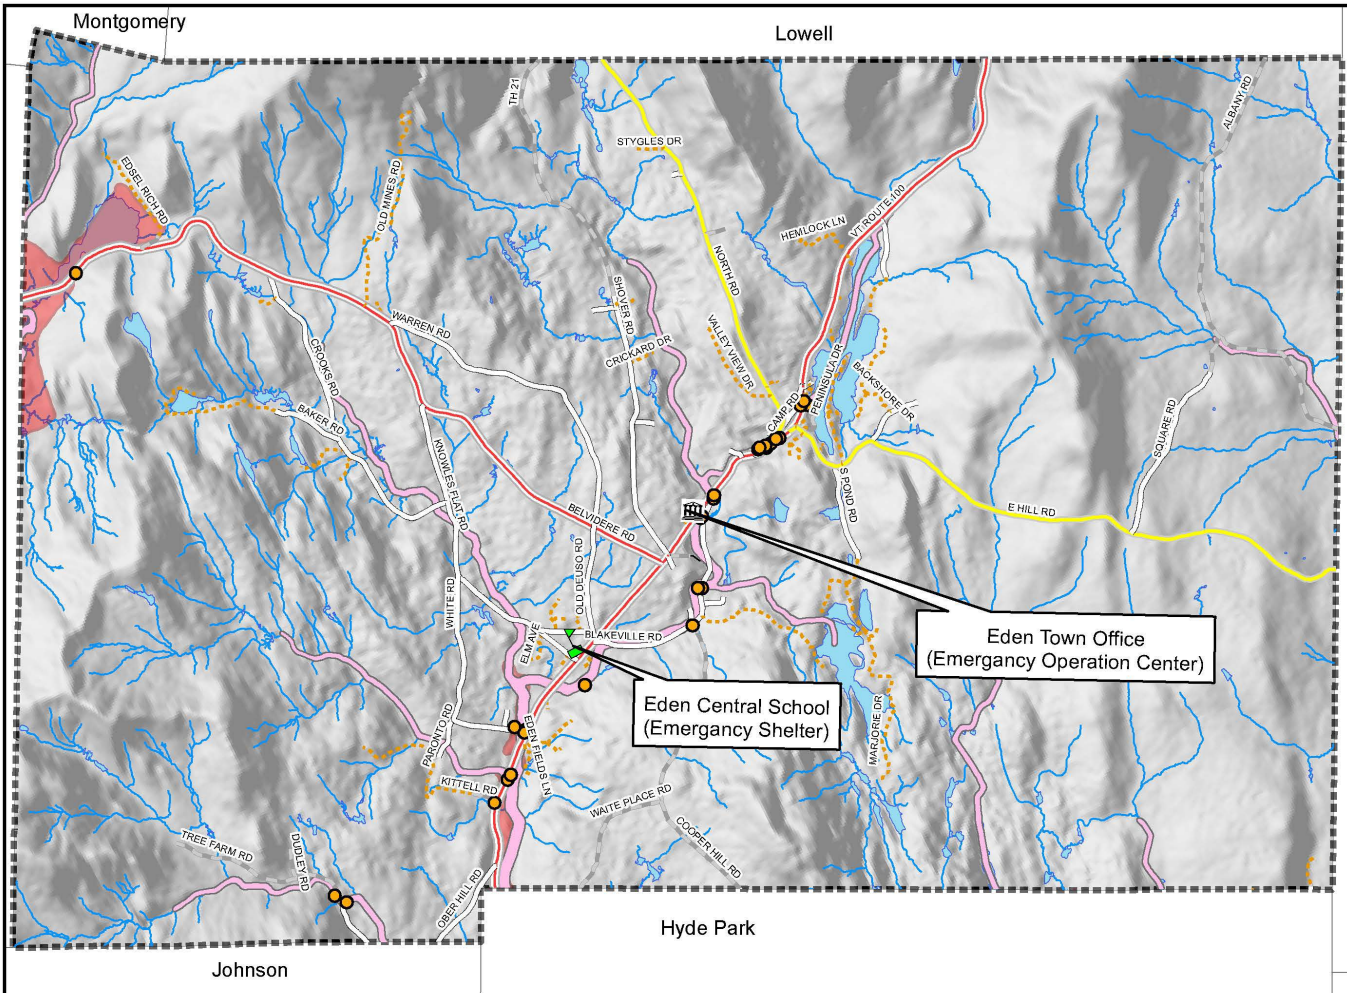 Montgomery
Lowell
TH 21
ALBANY RD
STYGLES DR
EDSEL RICH RD
OLD MINES RD
VT ROUTE 100
HEMLOCK LN
NORTH RD
SHOVER RD
WARREN RD
VALLEY VIEW DR
CRICKARD DR
PENINSULA DR
CROOKS RD
BACKSHORE DR
CAMP RD
BAKER RD
SQUARE RD
KNOWLES FLAT RD
S POND RD
E HILL RD
BELVIDERE RD
OLD DEUSO RD
WHITE RD
BLAKEVILLE RD
ELM AVE
Eden Town Office
(Emergancy Operation Center)
Eden Central School
(Emergancy Shelter)
PARONTO RD
EDEN FIELDS LN
MARJORIE DR
KITTELL RD
WAITE PLACE RD
COOPER HILL RD
TREE FARM RD
DUDLEY RD
OBER HILL RD
Hyde Park
Johnson